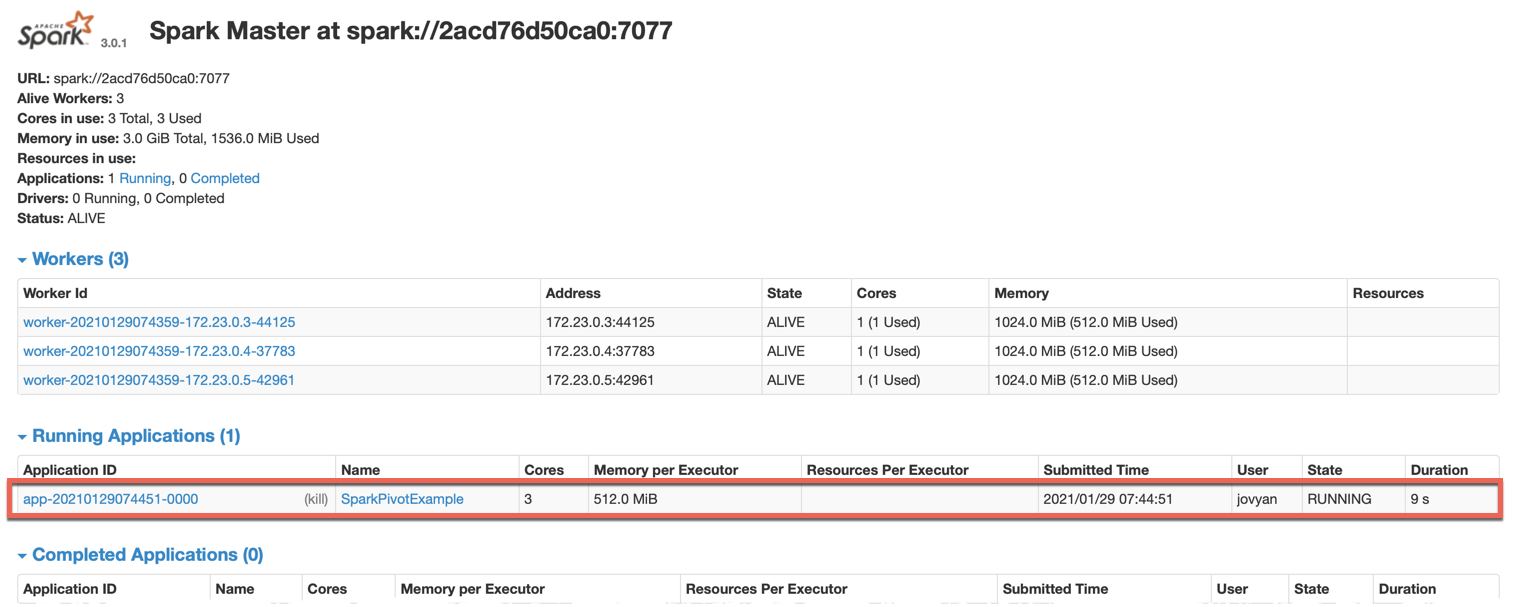 APACHE Spark 3.0.1 Spark Master at spark://2acd76d50ca0:7077
URL: spark://2acd76d50ca0:7077
Alive Workers: 3
Cores in use: 3 Total, 3 Used
Memory in use: 3.0 GiB Total, 1536.0 MiB Used
Resources in use:
Applications: 1 Running, 0 Completed
Drivers: 0 Running, 0 Completed
Status: ALIVE
Workers (3)
Worker Id Address State Cores Memory Resources
worker-20210129074359-172.23.0.3-44125 172.23.0.3:44125 ALIVE 1 (1 Used) 1024.0 MiB (512.0 MiB Used)
worker-20210129074359-172.23.0.4-37783 172.23.0.4:37783 ALIVE 1 (1 Used) 1024.0 MiB (512.0 MiB Used)
worker-20210129074359-172.23.0.5-42961 172.23.0.5:42961 ALIVE 1 (1 Used) 1024.0 MiB (512.0 MiB Used)
Running Applications (1)
Application ID Name Cores Memory per Executor Resources Per Executor Submitted Time User State Duration
app-20210129074451-0000 (kill) SparkPivotExample 3 512.0 MiB 2021/01/29 07:44:51 jovyan RUNNING 9 s
Completed Applications (0)
Application ID Name Cores Memory per Executor Resources Per Executor Submitted Time User State Duration